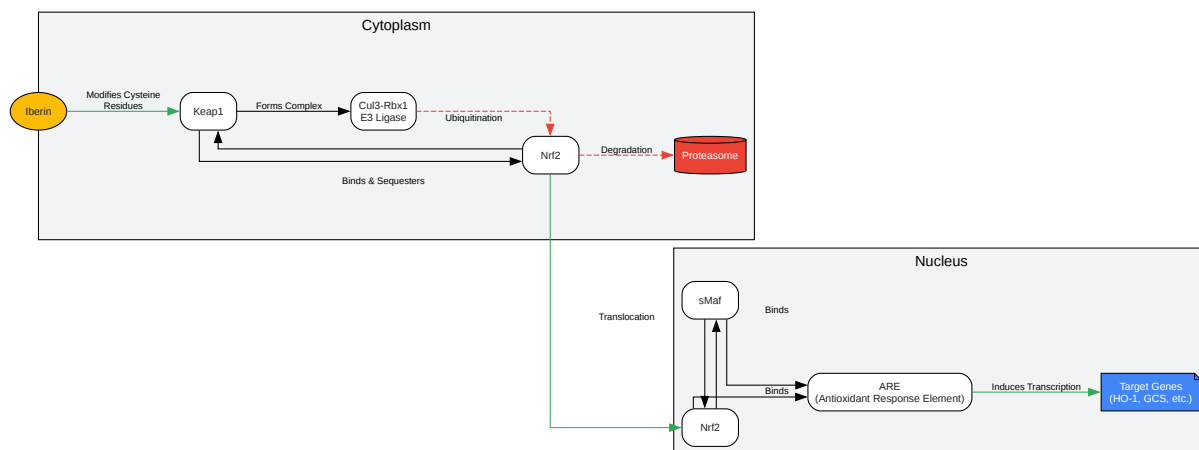 Cytoplasm
Iberin
Modifies Cysteine
Residues
Keap1
Forms Complex
Cul3-Rbx1
E3 Ligase
Ubiquitination
Nrf2
Degradation
Proteasome
Binds & Sequesters
Translocation
Nucleus
sMaf
Binds
Binds
Nrf2
ARE
(Antioxidant Response Element)
Induces Transcription
Target Genes
(HO-1, GCS, etc.)